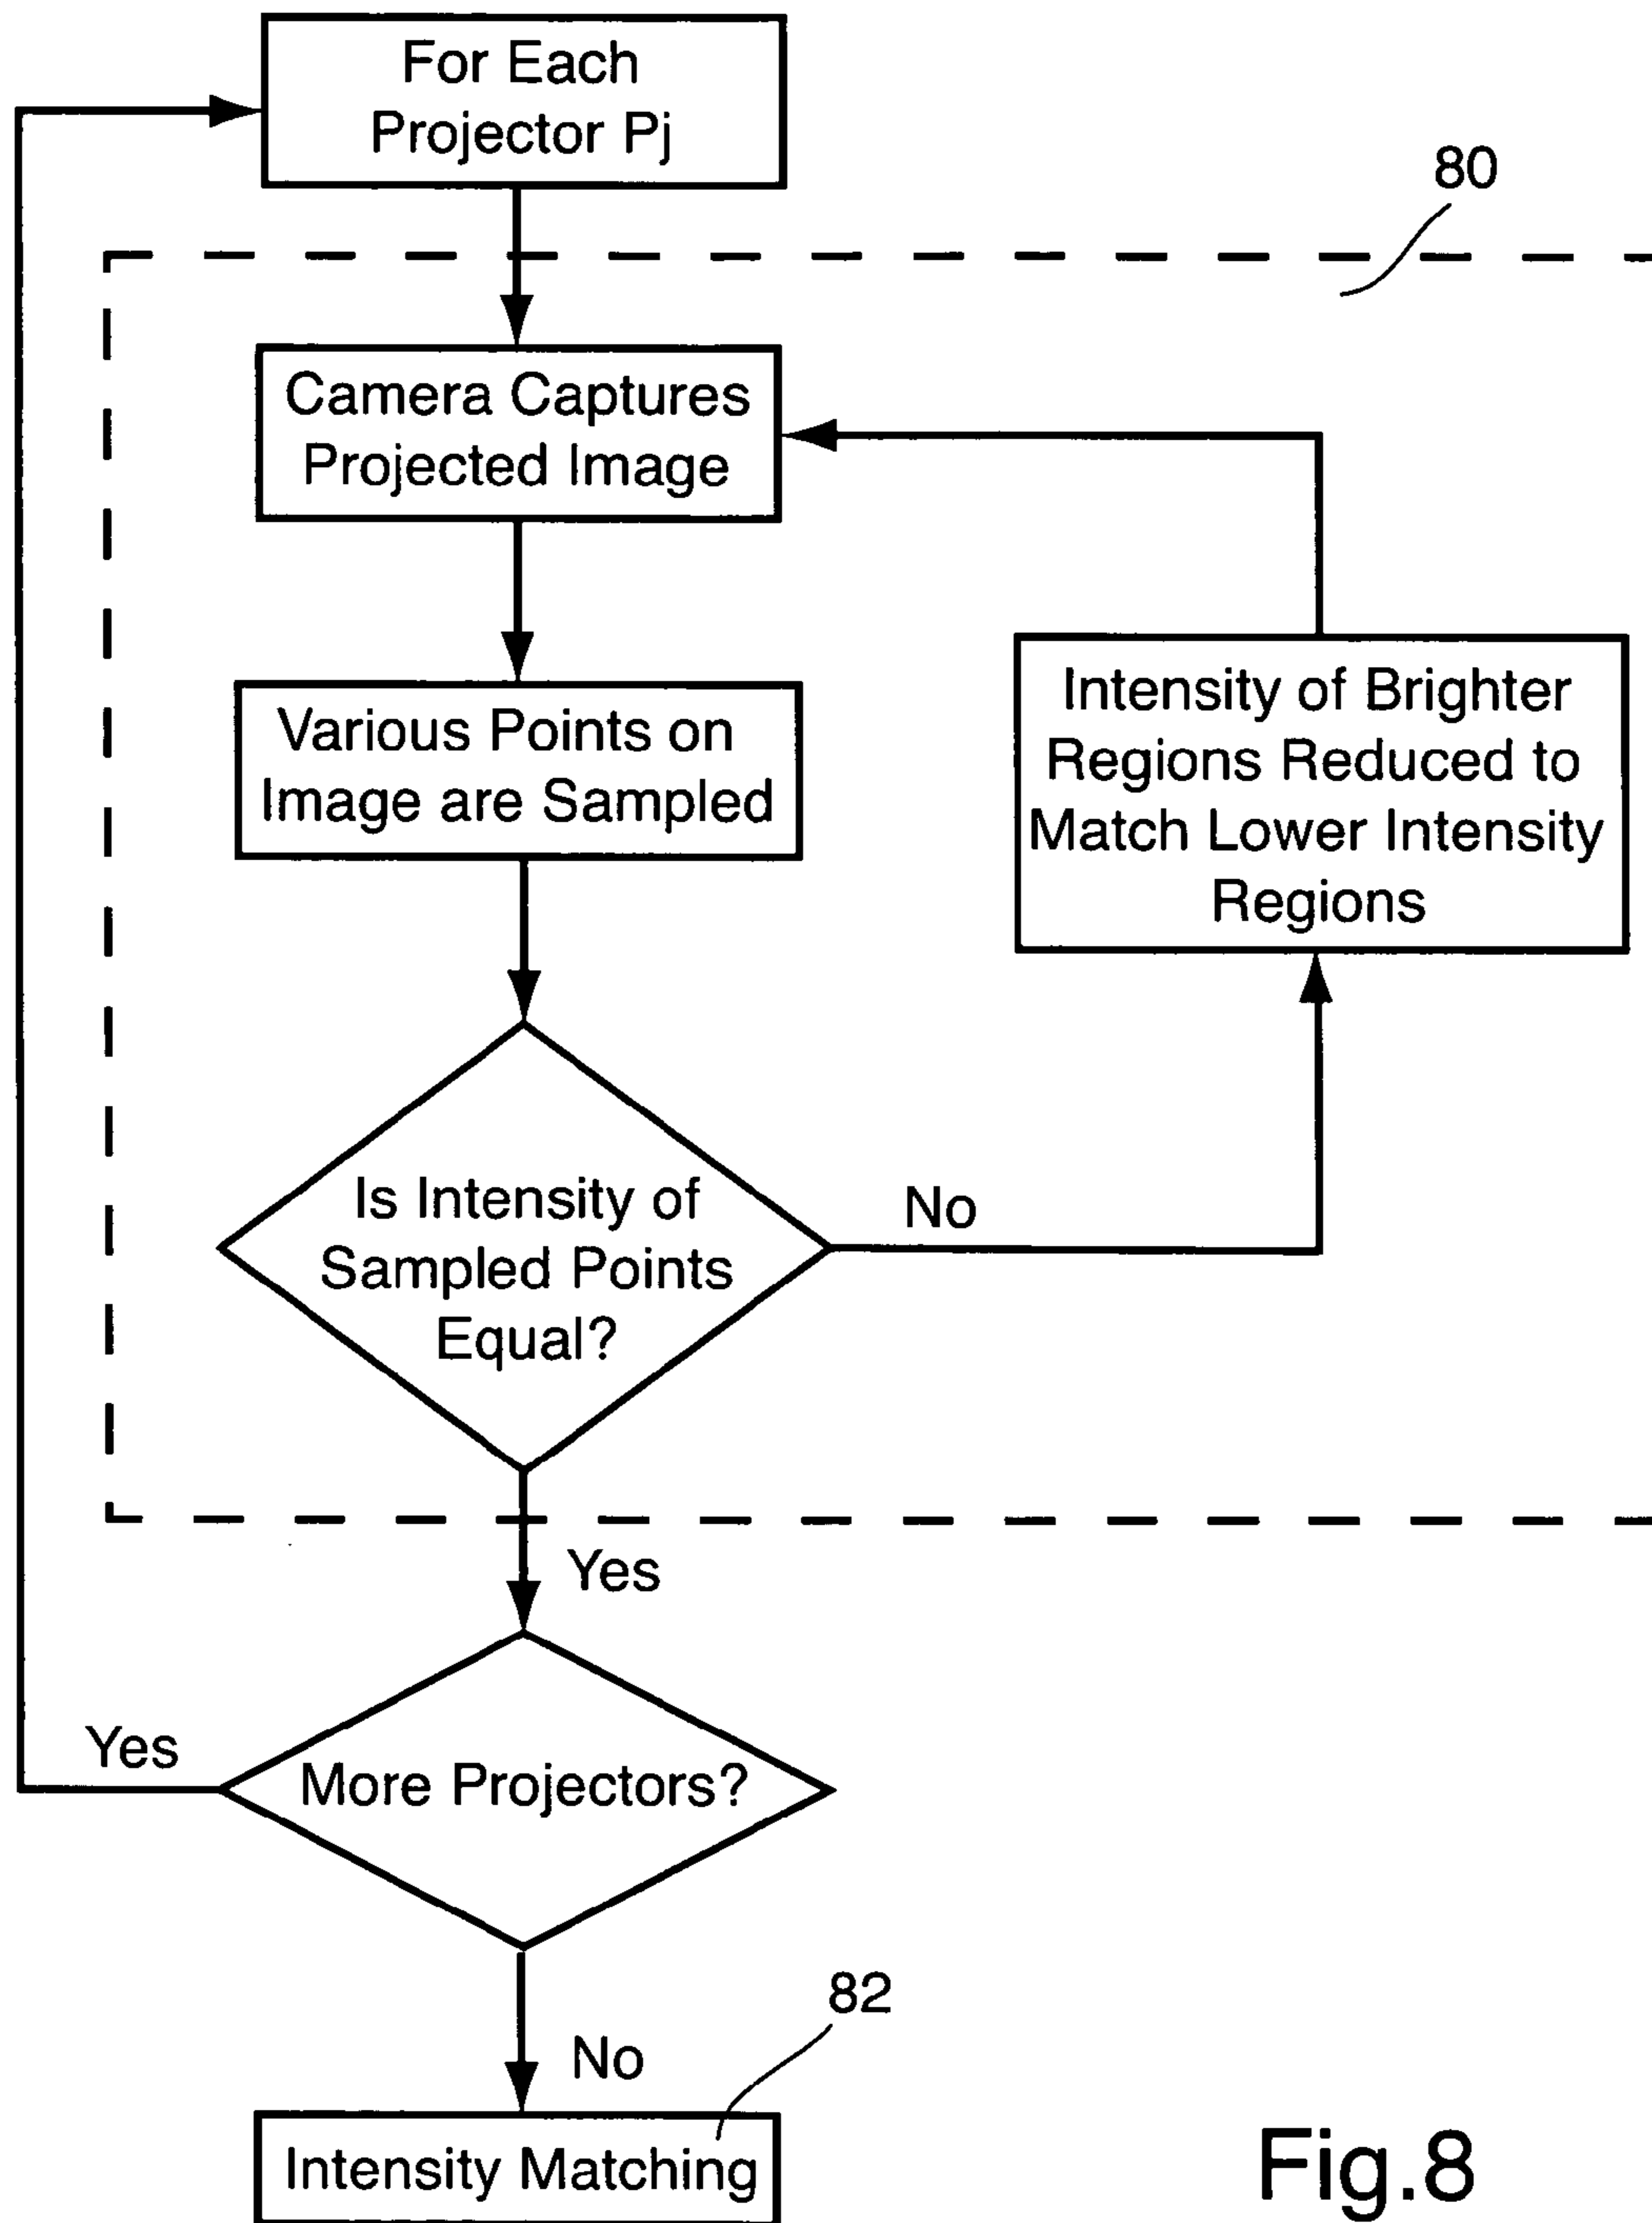 For Each
Projector Pj
80
Camera Captures
Projected Image
Various Points on
Image are Sampled
Intensity of Brighter
Regions Reduced to
Match Lower Intensity
Regions
Is Intensity of
Sampled Points
Equal?
No
Yes
More Projectors?
Yes
No
82
Intensity Matching
Fig.8